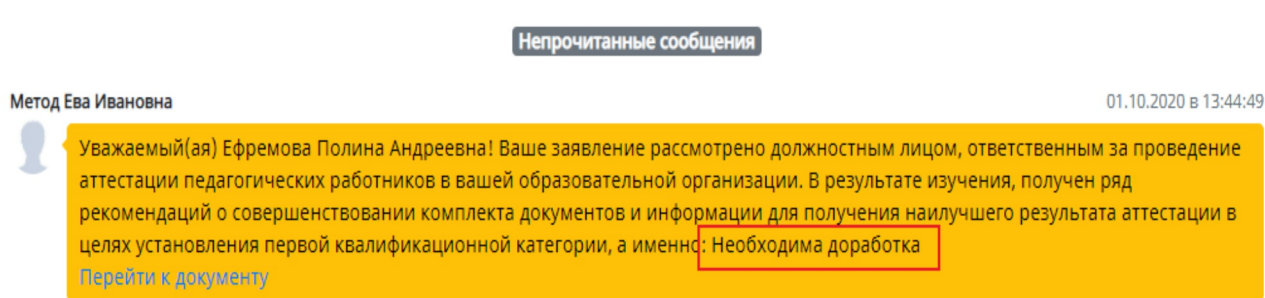 Непрочитанные сообщения
Метод Ева Ивановна
01.10.2020 в 13:44:49
Уважаемый(ая) Ефремова Полина Андреевна! Ваше заявление рассмотрено должностным лицом, ответственным за проведение
аттестации педагогических работников в вашей образовательной организации. В результате изучения, получен ряд
рекомендаций о совершенствовании комплекта документов и информации для получения наилучшего результата аттестации в
целях установления первой квалификационной категории, а именно: Необходима доработка
Перейти к документу